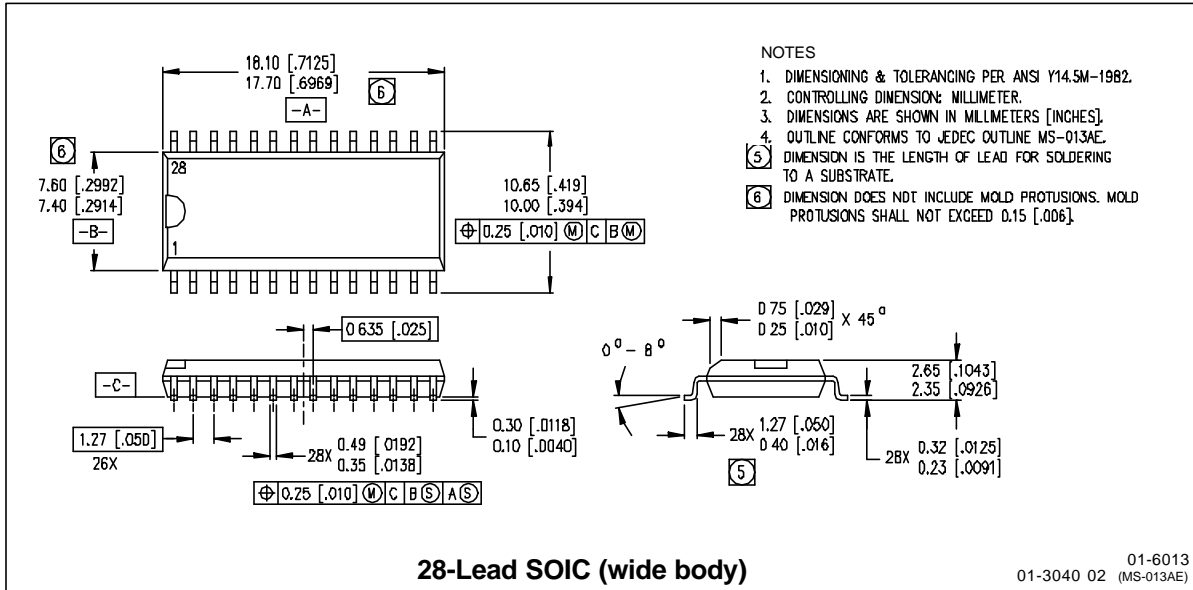 18.10 [.7125]
17.70 [.6969]
6
-A-
6
28
7.60 [.2992]
7.40 [.2914]
-B-
1
10.65 [.419]
10.00 [.394]
⌖ 0.25 [.010] Ⓜ C B Ⓜ
NOTES
1. DIMENSIONING & TOLERANCING PER ANSI Y14.5M-1982.
2. CONTROLLING DIMENSION: MILLIMETER.
3. DIMENSIONS ARE SHOWN IN MILLIMETERS [INCHES].
4. OUTLINE CONFORMS TO JEDEC OUTLINE MS-013AE.
5 DIMENSION IS THE LENGTH OF LEAD FOR SOLDERING
TO A SUBSTRATE.
6 DIMENSION DOES NOT INCLUDE MOLD PROTUSIONS. MOLD
PROTUSIONS SHALL NOT EXCEED 0.15 [.006].
0 635 [.025]
-C-
1.27 [.050]
26X
28X 0.49 [.0192]
0.35 [.0138]
⌖ 0.25 [.010] Ⓜ C B Ⓢ A Ⓢ
0.30 [.0118]
0.10 [.0040]
0 75 [.029]
0 25 [.010] X 45°
0° - 8°
2.65 [.1043]
2.35 [.0926]
28X 1.27 [.050]
0 40 [.016]
5
28X 0.32 [.0125]
0.23 [.0091]
28-Lead SOIC (wide body)
01-6013
01-3040 02 (MS-013AE)